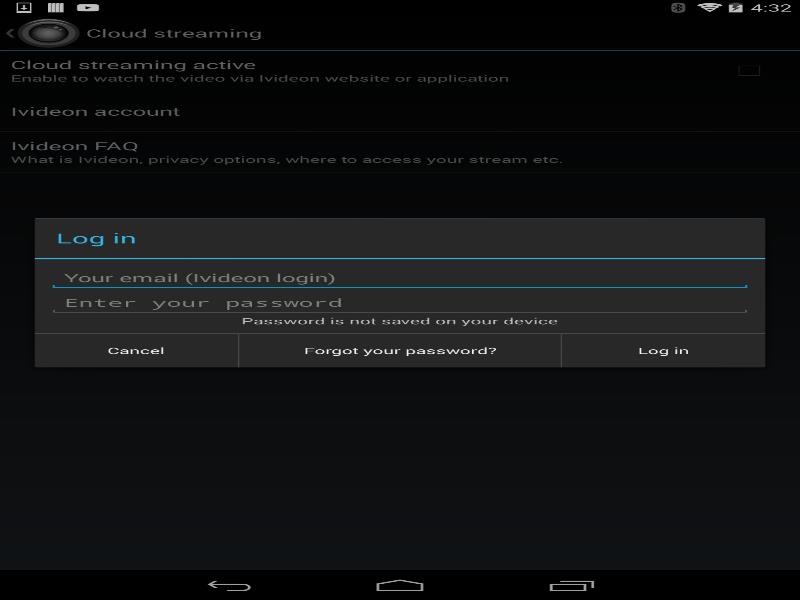 4:32
Cloud streaming
Cloud streaming active
Enable to watch the video via Ivideon website or application
Ivideon account
Ivideon FAQ
What is Ivideon, privacy options, where to access your stream etc.
Log in
Your email (Ivideon login)
Enter your password
Password is not saved on your device
Cancel Forgot your password? Log in